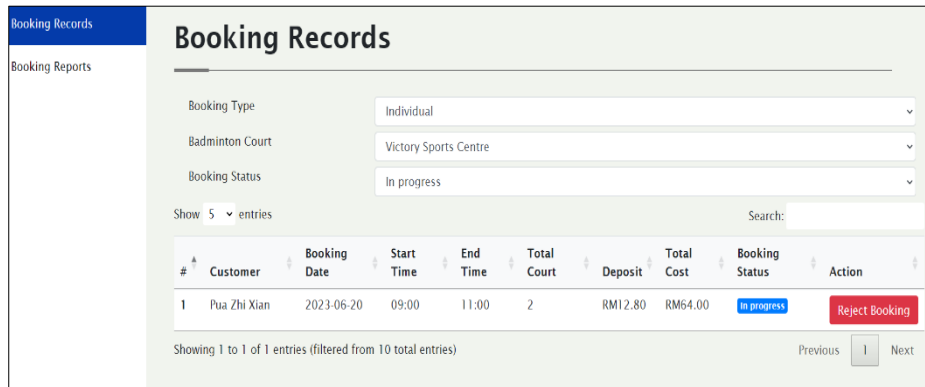 Booking Records
Booking Reports
Booking Records
Booking Type
Individual
Badminton Court
Victory Sports Centre
Booking Status
In progress
Show 5 entries
Search:
# Customer Booking Date Start Time End Time Total Court Deposit Total Cost Booking Status Action
1 Pua Zhi Xian 2023-06-20 09:00 11:00 2 RM12.80 RM64.00 In progress Reject Booking
Showing 1 to 1 of 1 entries (filtered from 10 total entries)
Previous 1 Next